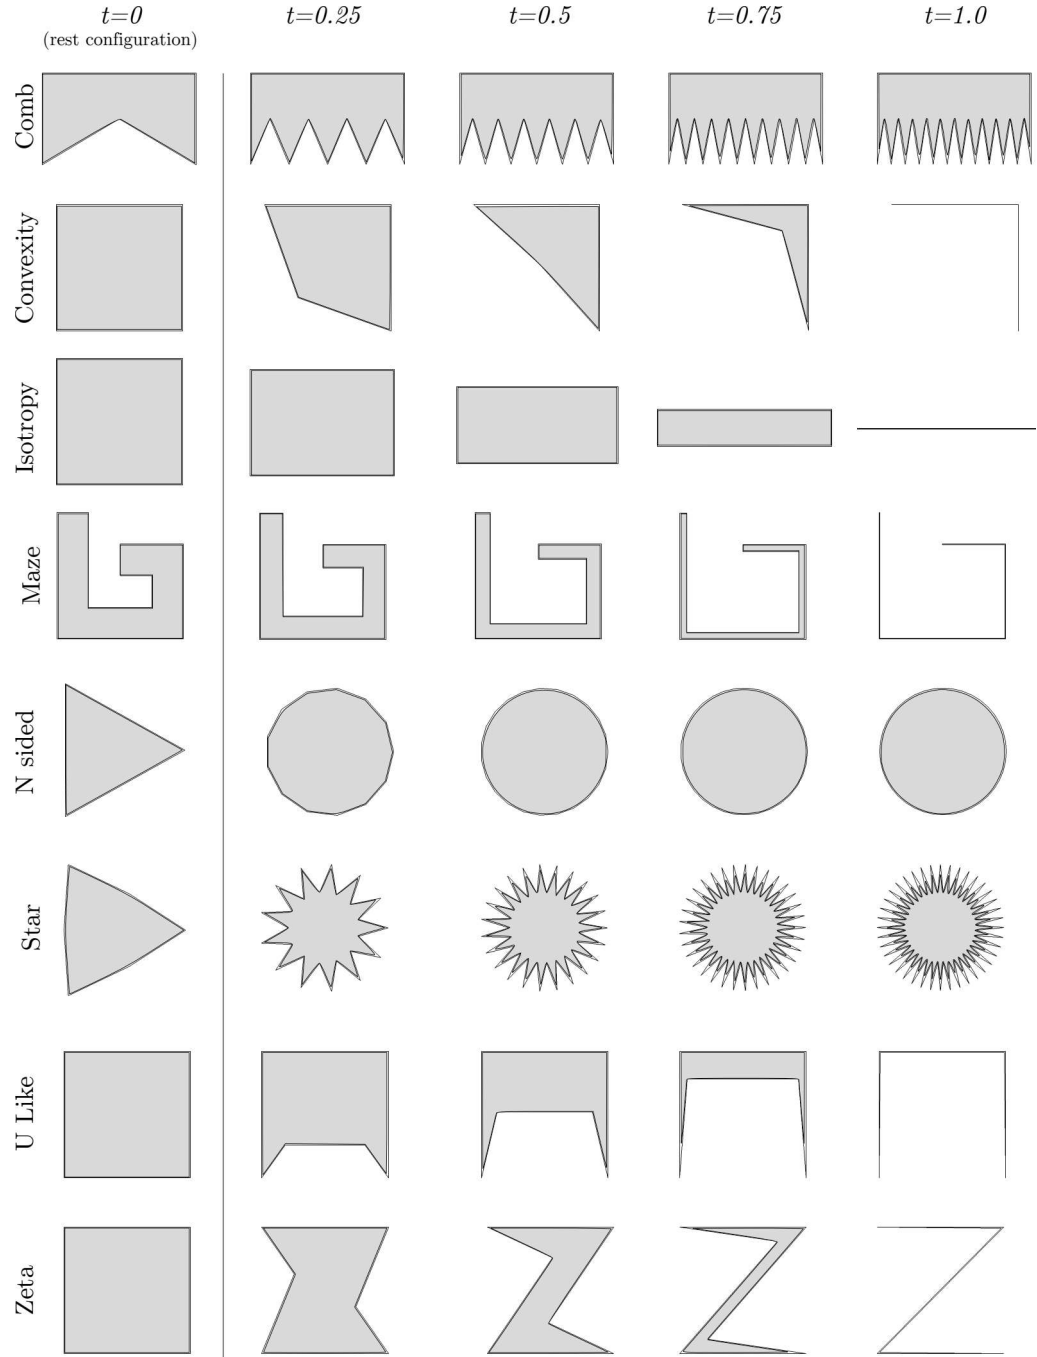 t=0 t=0.25 t=0.5 t=0.75 t=1.0
(rest configuration)
Comb
Convexity
Isotropy
Maze
N sided
Star
U Like
Zeta